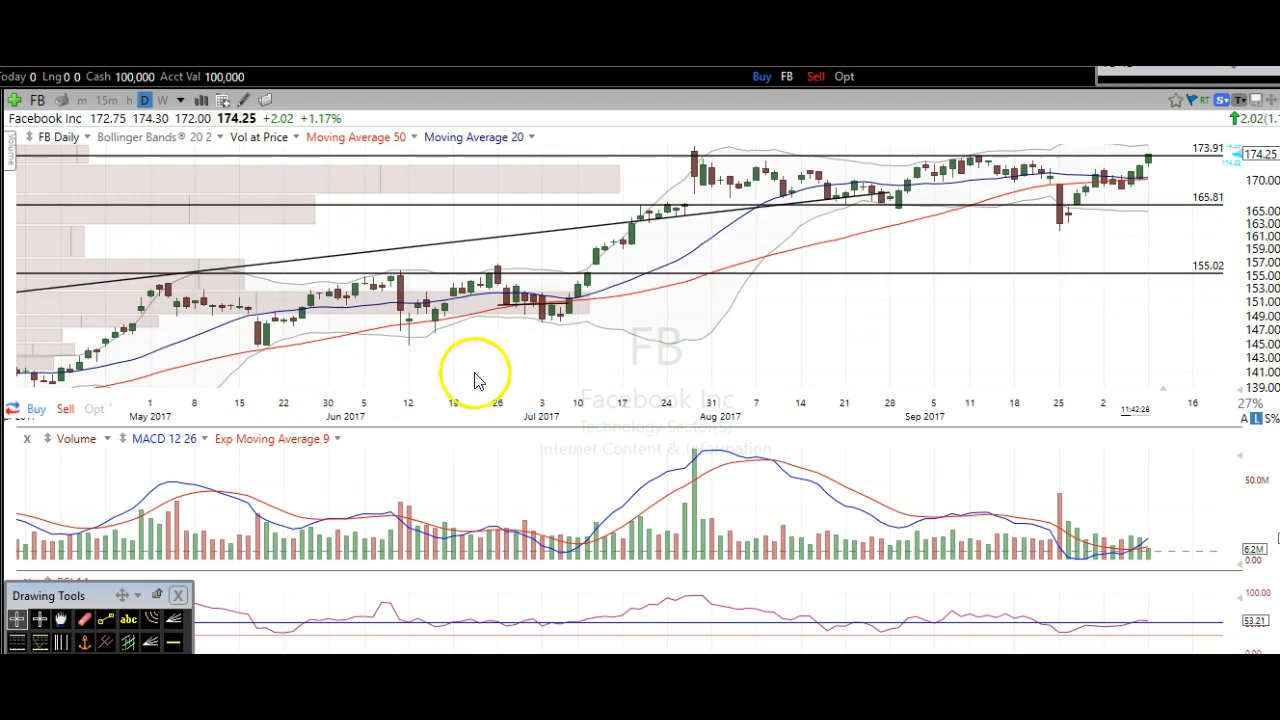 Today 0 Lng 0 0 Cash 100,000 Acct Val 100,000 Buy FB Sell Opt
FB m 15m h D W RT S T
Facebook Inc 172.75 174.30 172.00 174.25 +2.02 +1.17% 2.02(1.
FB Daily Bollinger Bands® 20 2 Vol at Price Moving Average 50 Moving Average 20
Volume
173.91
174.25
170.00
165.81
165.00
163.00
161.00
159.00
157.00
155.02
155.00
153.00
151.00
149.00
147.00
145.00
143.00
141.00
139.00
FB
Facebook Inc
Technology Sector(S)
Internet Content & Information
1 8 15 22 30 5 12 19 26 3 10 17 24 31 7 14 21 28 5 11 18 25 2 16
27%
Buy Sell Opt
May 2017 Jun 2017 Jul 2017 Aug 2017 Sep 2017 11:42:28
A L S%
X Volume MACD 12 26 Exp Moving Average 9
50.0M
6.2M
0.00
Drawing Tools X
100.00
abc
53.21
0.00